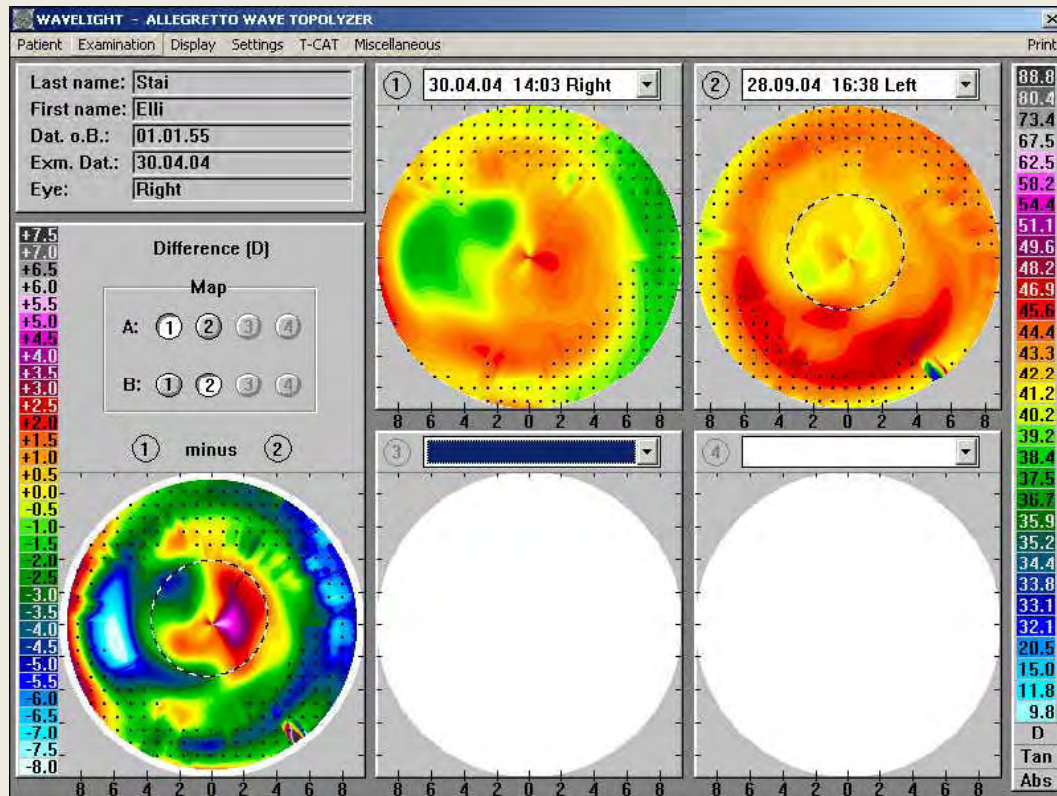 WAVELIGHT - ALLEGRETTO WAVE TOPOLYZER
Patient Examination Display Settings T-CAT Miscellaneous Print
Last name: Stai
First name: Elli
Dat. o.B.: 01.01.55
Exm. Dat.: 30.04.04
Eye: Right
1 30.04.04 14:03 Right
2 28.09.04 16:38 Left
88.8
80.4
73.4
67.5
62.5
58.2
54.4
51.1
49.6
48.2
46.9
45.6
44.4
43.3
42.2
41.2
40.2
39.2
38.4
37.5
36.7
35.9
35.2
34.4
33.8
33.1
32.1
20.5
15.0
11.8
9.8
D
Tan
Abs
+7.5
+7.0
+6.5
+6.0
+5.5
+5.0
+4.5
+4.0
+3.5
+3.0
+2.5
+2.0
+1.5
+1.0
+0.5
+0.0
-0.5
-1.0
-1.5
-2.0
-2.5
-3.0
-3.5
-4.0
-4.5
-5.0
-5.5
-6.0
-6.5
-7.0
-7.5
-8.0
Difference (D)
Map
A: 1 2 3 4
B: 1 2 3 4
1 minus 2
8 6 4 2 0 2 4 6 8
8 6 4 2 0 2 4 6 8
3
4
8 6 4 2 0 2 4 6 8
8 6 4 2 0 2 4 6 8
8 6 4 2 0 2 4 6 8